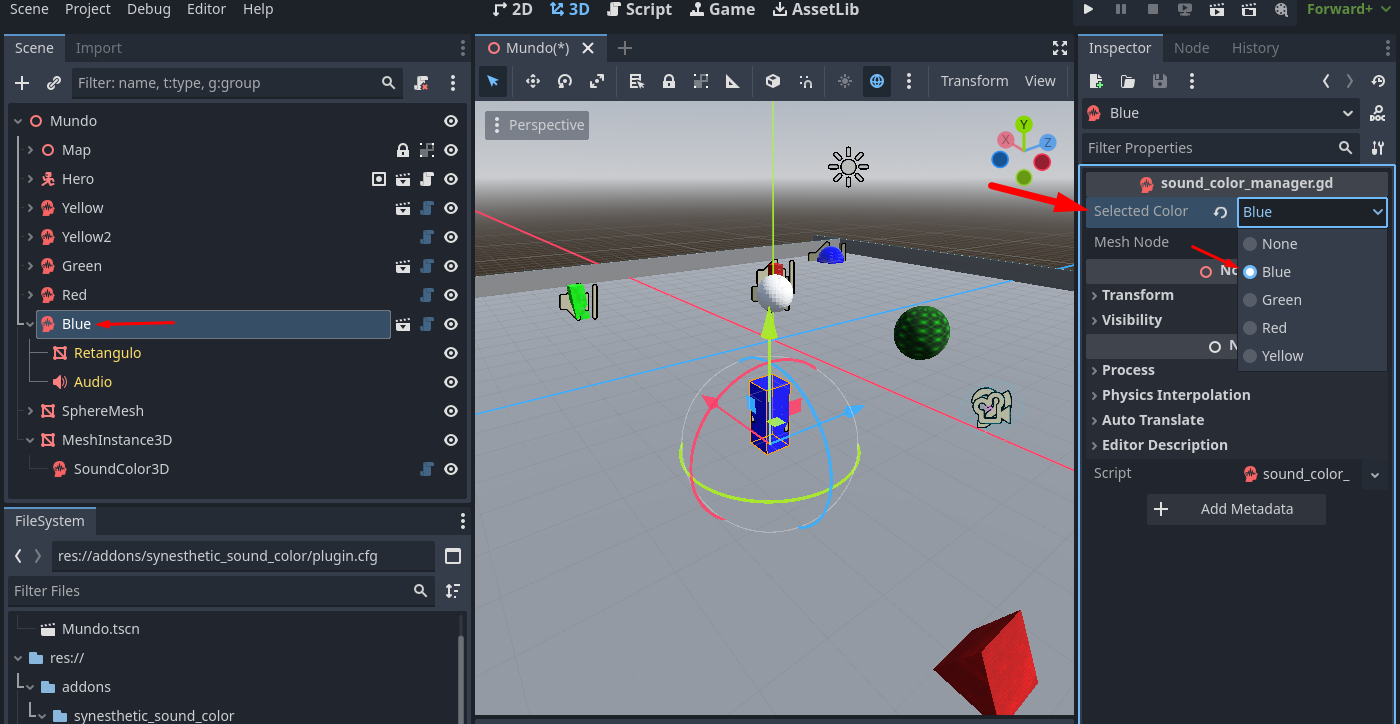 Scene Project Debug Editor Help 2D 3D Script Game AssetLib Forward+
Scene Import
Filter: name, t:type, g:group
Mundo
Map
Hero
Yellow
Yellow2
Green
Red
Blue
Retangulo
Audio
SphereMesh
MeshInstance3D
SoundColor3D
FileSystem
res://addons/synesthetic_sound_color/plugin.cfg
Filter Files
Mundo.tscn
res://
addons
synesthetic_sound_color
Mundo(*)
Transform View
Perspective
Y
X
Z
Inspector Node History
Blue
DOC
Filter Properties
sound_color_manager.gd
Selected Color Blue
Mesh Node
None
Blue
Green
Red
Yellow
No
Transform
Visibility
N
Process
Physics Interpolation
Auto Translate
Editor Description
Script sound_color_
Add Metadata